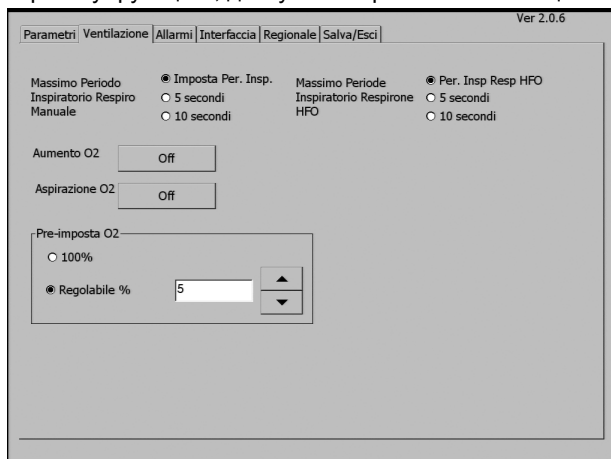 Ver 2.0.6
Parametri Ventilazione Allarmi Interfaccia Regionale Salva/Esci
Massimo Periodo
Inspiratorio Respiro
Manuale
Imposta Per. Insp.
5 secondi
10 secondi
Massimo Periode
Inspiratorio Respirone
HFO
Per. Insp Resp HFO
5 secondi
10 secondi
Aumento O2
Off
Aspirazione O2
Off
Pre-imposta O2
100%
Regolabile %
5